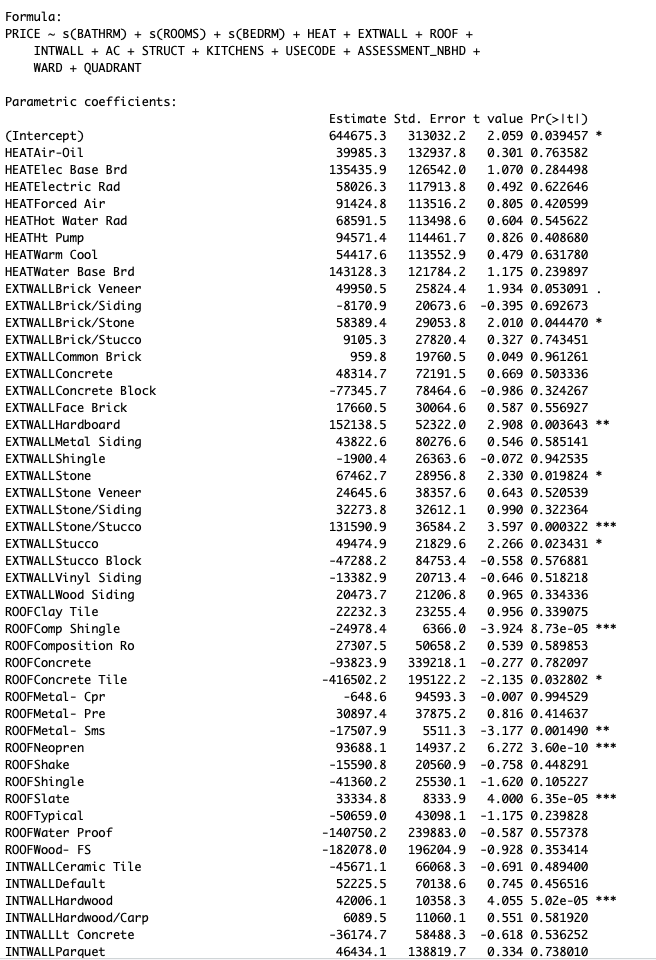 Formula:
PRICE ~ s(BATHRM) + s(ROOMS) + s(BEDRM) + HEAT + EXTWALL + ROOF +
INTWALL + AC + STRUCT + KITCHENS + USECODE + ASSESSMENT_NBHD +
WARD + QUADRANT
Parametric coefficients:
Estimate Std. Error t value Pr(>|t|)
(Intercept) 644675.3 313032.2 2.059 0.039457 *
HEATAir-Oil 39985.3 132937.8 0.301 0.763582
HEATElec Base Brd 135435.9 126542.0 1.070 0.284498
HEATElectric Rad 58026.3 117913.8 0.492 0.622646
HEATForced Air 91424.8 113516.2 0.805 0.420599
HEATHot Water Rad 68591.5 113498.6 0.604 0.545622
HEATHt Pump 94571.4 114461.7 0.826 0.408680
HEATWarm Cool 54417.6 113552.9 0.479 0.631780
HEATWater Base Brd 143128.3 121784.2 1.175 0.239897
EXTWALLBrick Veneer 49950.5 25824.4 1.934 0.053091 .
EXTWALLBrick/Siding -8170.9 20673.6 -0.395 0.692673
EXTWALLBrick/Stone 58389.4 29053.8 2.010 0.044470 *
EXTWALLBrick/Stucco 9105.3 27820.4 0.327 0.743451
EXTWALLCommon Brick 959.8 19760.5 0.049 0.961261
EXTWALLConcrete 48314.7 72191.5 0.669 0.503336
EXTWALLConcrete Block -77345.7 78464.6 -0.986 0.324267
EXTWALLFace Brick 17660.5 30064.6 0.587 0.556927
EXTWALLHardboard 152138.5 52322.0 2.908 0.003643 **
EXTWALLMetal Siding 43822.6 80276.6 0.546 0.585141
EXTWALLShingle -1900.4 26363.6 -0.072 0.942535
EXTWALLStone 67462.7 28956.8 2.330 0.019824 *
EXTWALLStone Veneer 24645.6 38357.6 0.643 0.520539
EXTWALLStone/Siding 32273.8 32612.1 0.990 0.322364
EXTWALLStone/Stucco 131590.9 36584.2 3.597 0.000322 ***
EXTWALLStucco 49474.9 21829.6 2.266 0.023431 *
EXTWALLStucco Block -47288.2 84753.4 -0.558 0.576881
EXTWALLVinyl Siding -13382.9 20713.4 -0.646 0.518218
EXTWALLWood Siding 20473.7 21206.8 0.965 0.334336
ROOFClay Tile 22232.3 23255.4 0.956 0.339075
ROOFComp Shingle -24978.4 6366.0 -3.924 8.73e-05 ***
ROOFComposition Ro 27307.5 50658.2 0.539 0.589853
ROOFConcrete -93823.9 339218.1 -0.277 0.782097
ROOFConcrete Tile -416502.2 195122.2 -2.135 0.032802 *
ROOFMetal- Cpr -648.6 94593.3 -0.007 0.994529
ROOFMetal- Pre 30897.4 37875.2 0.816 0.414637
ROOFMetal- Sms -17507.9 5511.3 -3.177 0.001490 **
ROOFNeopren 93688.1 14937.2 6.272 3.60e-10 ***
ROOFShake -15590.8 20560.9 -0.758 0.448291
ROOFShingle -41360.2 25530.1 -1.620 0.105227
ROOFSlate 33334.8 8333.9 4.000 6.35e-05 ***
ROOFTypical -50659.0 43098.1 -1.175 0.239828
ROOFWater Proof -140750.2 239883.0 -0.587 0.557378
ROOFWood- FS -182078.0 196204.9 -0.928 0.353414
INTWALLCeramic Tile -45671.1 66068.3 -0.691 0.489400
INTWALLDefault 52225.5 70138.6 0.745 0.456516
INTWALLHardwood 42006.1 10358.3 4.055 5.02e-05 ***
INTWALLHardwood/Carp 6089.5 11060.1 0.551 0.581920
INTWALLLt Concrete -36174.7 58488.3 -0.618 0.536252
INTWALLParquet 46434.1 138819.7 0.334 0.738010